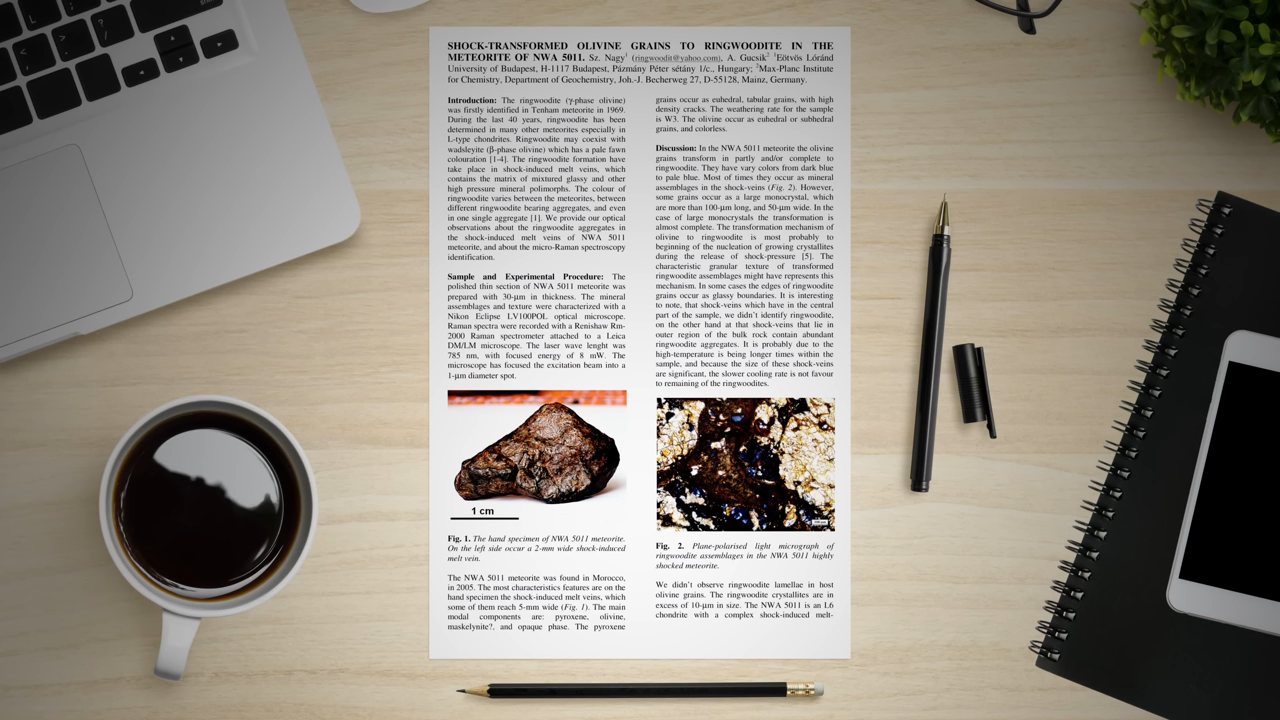 SHOCK-TRANSFORMED OLIVINE GRAINS TO RINGWOODITE IN THE
METEORITE OF NWA 5011. Sz. Nagy1 (ringwoodit@yahoo.com), A. Gucsik2 1Eötvös Lóránd
University of Budapest, H-1117 Budapest, Pázmány Péter sétány 1/c., Hungary; 2Max-Planc Institute
for Chemistry, Department of Geochemistry, Joh.-J. Becherweg 27, D-55128, Mainz, Germany.
Introduction: The ringwoodite (γ-phase olivine)
was firstly identified in Tenham meteorite in 1969.
During the last 40 years, ringwoodite has been
determined in many other meteorites especially in
L-type chondrites. Ringwoodite may coexist with
wadsleyite (β-phase olivine) which has a pale fawn
colouration [1-4]. The ringwoodite formation have
take place in shock-induced melt veins, which
contains the matrix of mixtured glassy and other
high pressure mineral polimorphs. The colour of
ringwoodite varies between the meteorites, between
different ringwoodite bearing aggregates, and even
in one single aggregate [1]. We provide our optical
observations about the ringwoodite aggregates in
the shock-induced melt veins of NWA 5011
meteorite, and about the micro-Raman spectroscopy
identification.
Sample and Experimental Procedure: The
polished thin section of NWA 5011 meteorite was
prepared with 30-μm in thickness. The mineral
assemblages and texture were characterized with a
Nikon Eclipse LV100POL optical microscope.
Raman spectra were recorded with a Renishaw Rm-
2000 Raman spectrometer attached to a Leica
DM/LM microscope. The laser wave lenght was
785 nm, with focused energy of 8 mW. The
microscope has focused the excitation beam into a
1-μm diameter spot.
1 cm
Fig. 1. The hand specimen of NWA 5011 meteorite.
On the left side occur a 2-mm wide shock-induced
melt vein.
The NWA 5011 meteorite was found in Morocco,
in 2005. The most characteristics features are on the
hand specimen the shock-induced melt veins, which
some of them reach 5-mm wide (Fig. 1). The main
modal components are: pyroxene, olivine,
maskelynite?, and opaque phase. The pyroxene
grains occur as euhedral, tabular grains, with high
density cracks. The weathering rate for the sample
is W3. The olivine occur as euhedral or subhedral
grains, and colorless.
Discussion: In the NWA 5011 meteorite the olivine
grains transform in partly and/or complete to
ringwoodite. They have vary colors from dark blue
to pale blue. Most of times they occur as mineral
assemblages in the shock-veins (Fig. 2). However,
some grains occur as a large monocrystal, which
are more than 100-μm long, and 50-μm wide. In the
case of large monocrystals the transformation is
almost complete. The transformation mechanism of
olivine to ringwoodite is most probably to
beginning of the nucleation of growing crystallites
during the release of shock-pressure [5]. The
characteristic granular texture of transformed
ringwoodite assemblages might have represents this
mechanism. In some cases the edges of ringwoodite
grains occur as glassy boundaries. It is interesting
to note, that shock-veins which have in the central
part of the sample, we didn't identify ringwoodite,
on the other hand at that shock-veins that lie in
outer region of the bulk rock contain abundant
ringwoodite aggregates. It is probably due to the
high-temperature is being longer times within the
sample, and because the size of these shock-veins
are significant, the slower cooling rate is not favour
to remaining of the ringwoodites.
Fig. 2. Plane-polarised light micrograph of
ringwoodite assemblages in the NWA 5011 highly
shocked meteorite.
We didn't observe ringwoodite lamellae in host
olivine grains. The ringwoodite crystallites are in
excess of 10-μm in size. The NWA 5011 is an L6
chondrite with a complex shock-induced melt-